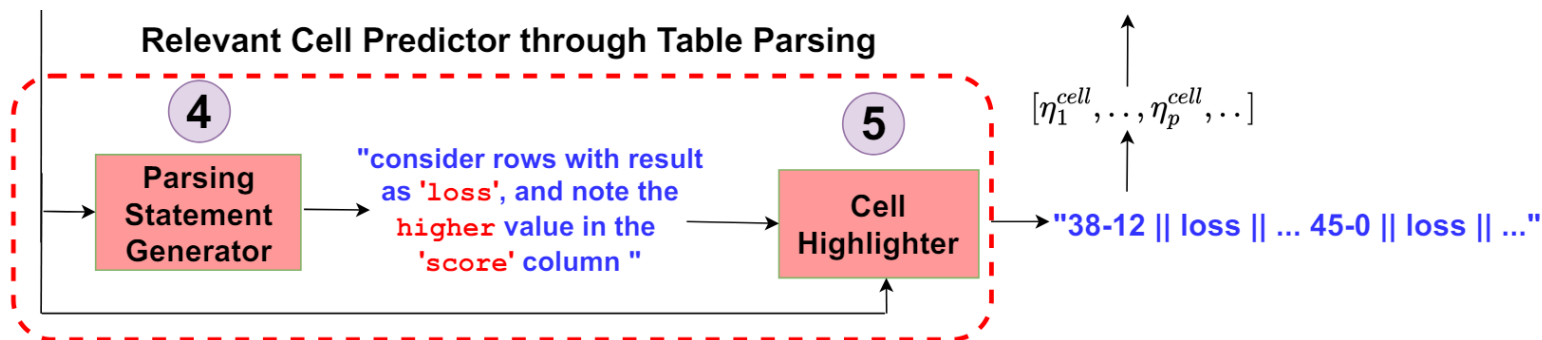 Relevant Cell Predictor through Table Parsing
4
Parsing
Statement
Generator
"consider rows with result
as 'loss', and note the
higher value in the
'score' column "
5
Cell
Highlighter
[η_1^{cell}, . . , η_p^{cell}, . . ]
"38-12 || loss || ... 45-0 || loss || ..."